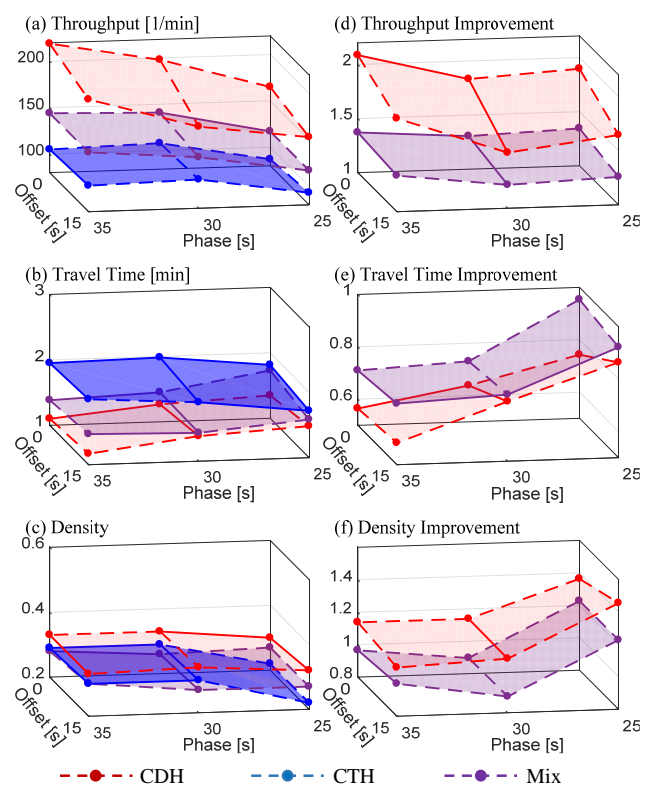 (a) Throughput [1/min]
200
150
100
0
Offset [s]
15
35
30
25
Phase [s]
(d) Throughput Improvement
2
1.5
1
0
Offset [s]
15
35
30
25
Phase [s]
(b) Travel Time [min]
3
2
1
0
Offset [s]
15
35
30
25
Phase [s]
(e) Travel Time Improvement
1
0.8
0.6
0
Offset [s]
15
35
30
25
Phase [s]
(c) Density
0.6
0.4
0.2
0
Offset [s]
15
35
30
25
Phase [s]
(f) Density Improvement
1.4
1.2
1
0.8
0
Offset [s]
15
35
30
25
Phase [s]
CDH CTH Mix